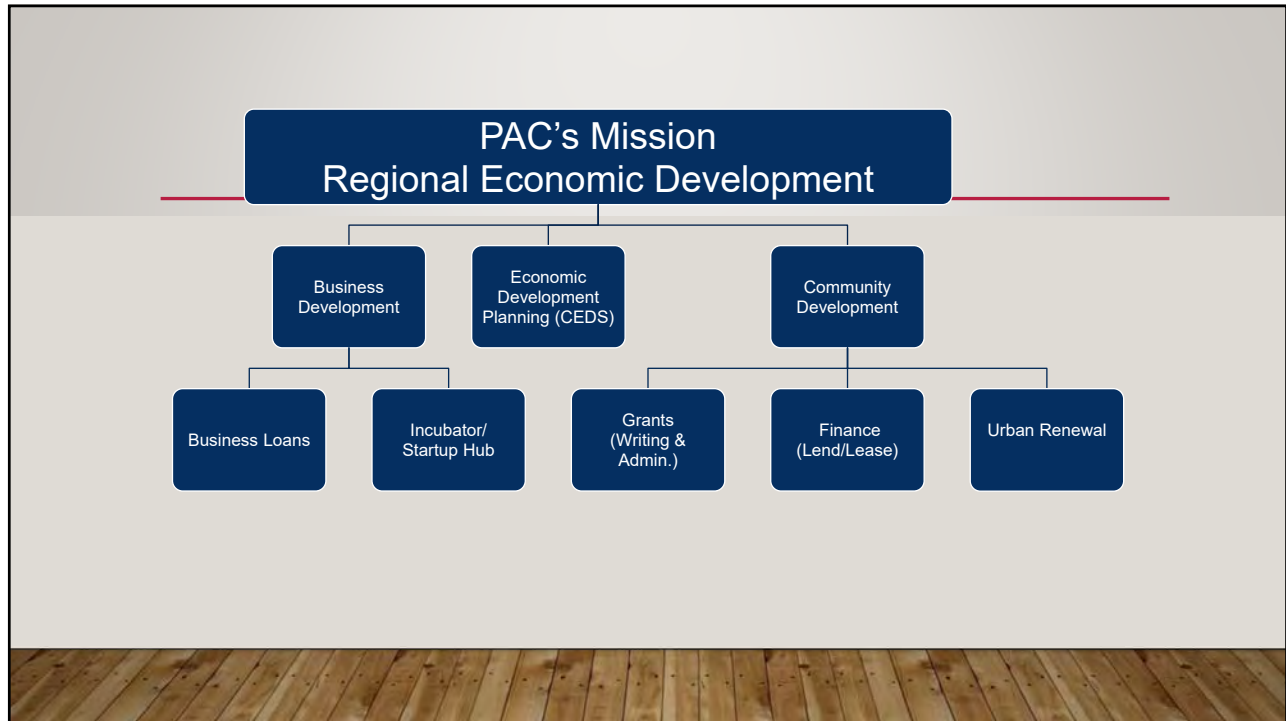 PAC’s Mission
Regional Economic Development
Business
Development
Economic
Development
Planning (CEDS)
Community
Development
Business Loans
Incubator/
Startup Hub
Grants
(Writing &
Admin.)
Finance
(Lend/Lease)
Urban Renewal